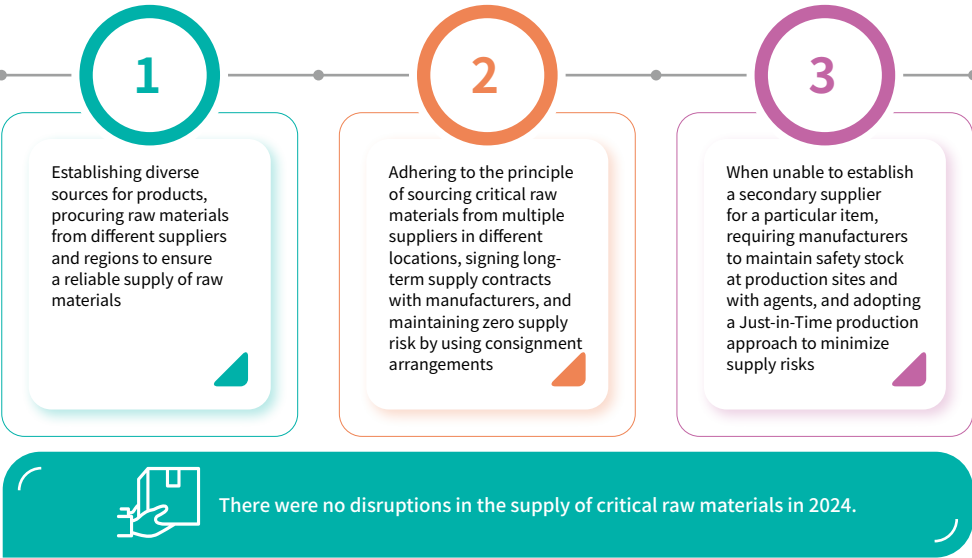 1
Establishing diverse
sources for products,
procuring raw materials
from different suppliers
and regions to ensure
a reliable supply of raw
materials
2
Adhering to the principle
of sourcing critical raw
materials from multiple
suppliers in different
locations, signing long-
term supply contracts
with manufacturers, and
maintaining zero supply
risk by using consignment
arrangements
3
When unable to establish
a secondary supplier
for a particular item,
requiring manufacturers
to maintain safety stock
at production sites and
with agents, and adopting
a Just-in-Time production
approach to minimize
supply risks
There were no disruptions in the supply of critical raw materials in 2024.